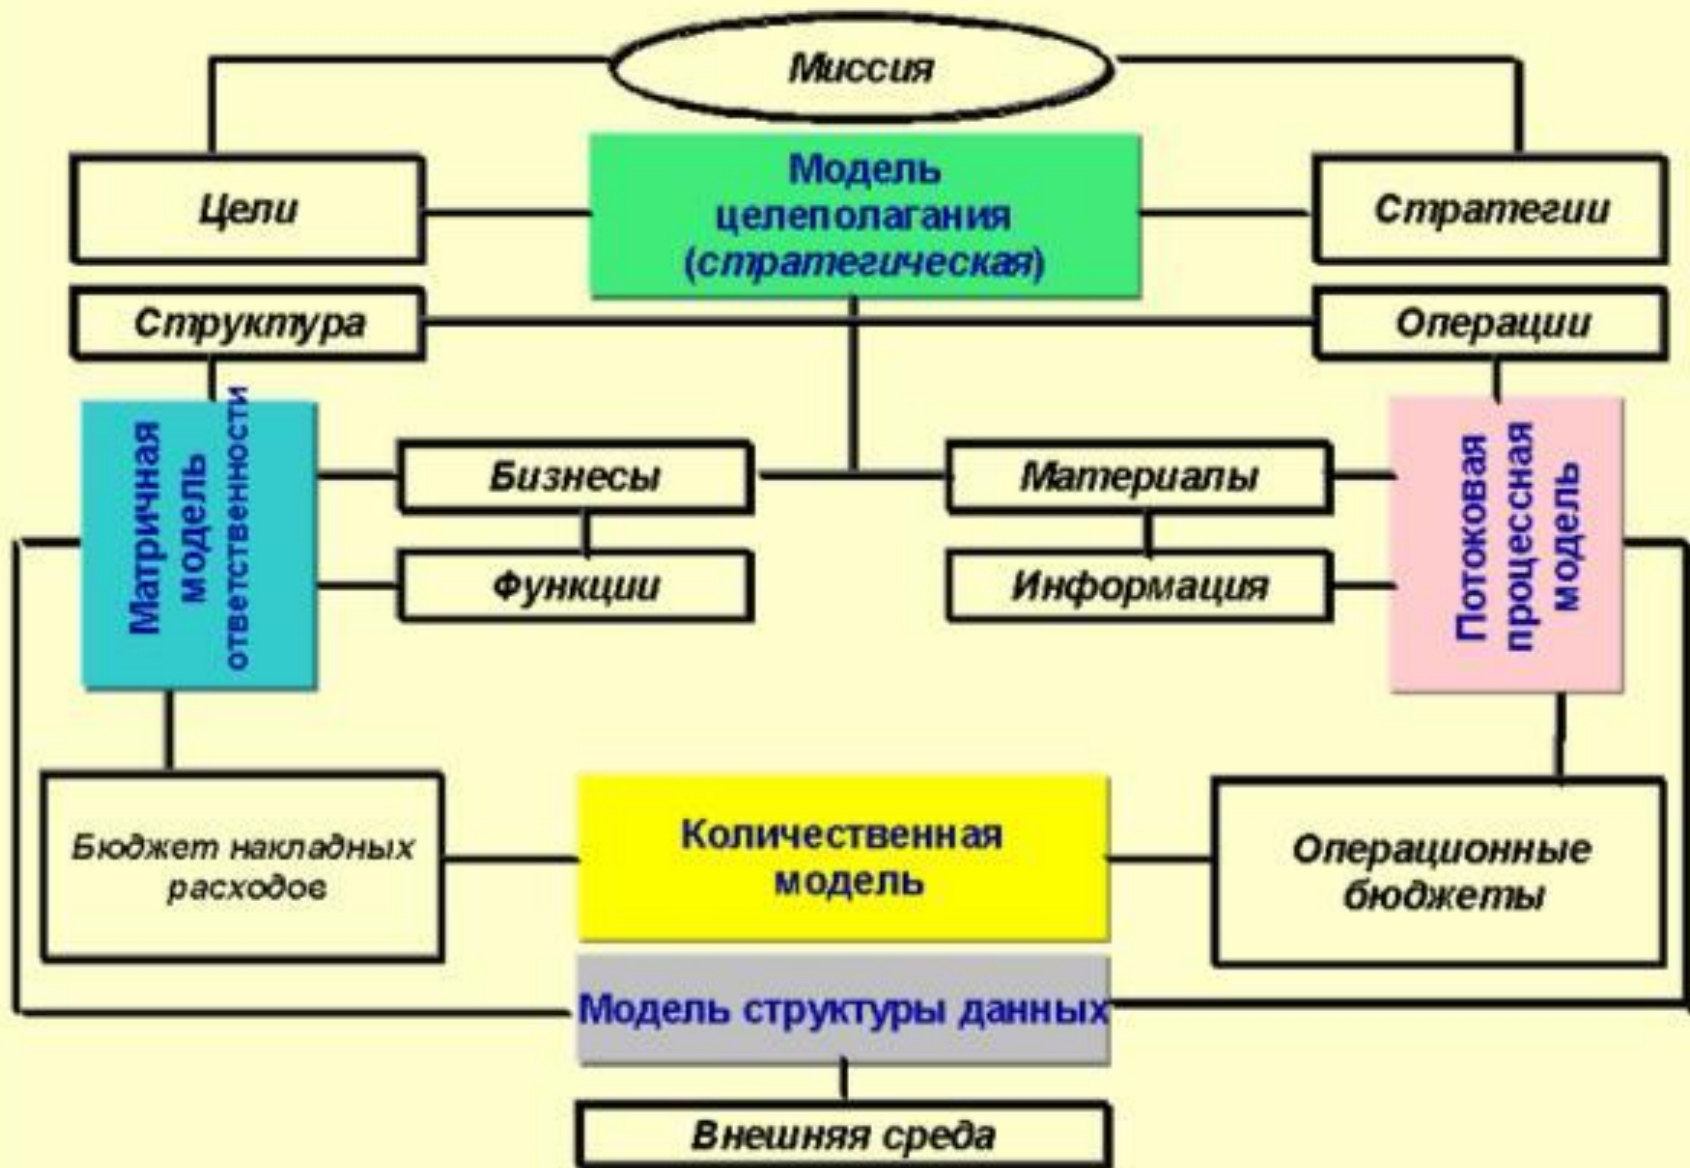 Миссия
Цели
Модель
целеполагания
(стратегическая)
Стратегии
Структура
Операции
Матричная
модель
ответственности
Бизнесы
Материалы
Функции
Информация
Потоковая
процессная
модель
Бюджет накладных
расходов
Количественная
модель
Операционные
бюджеты
Модель структуры данных
Внешняя среда